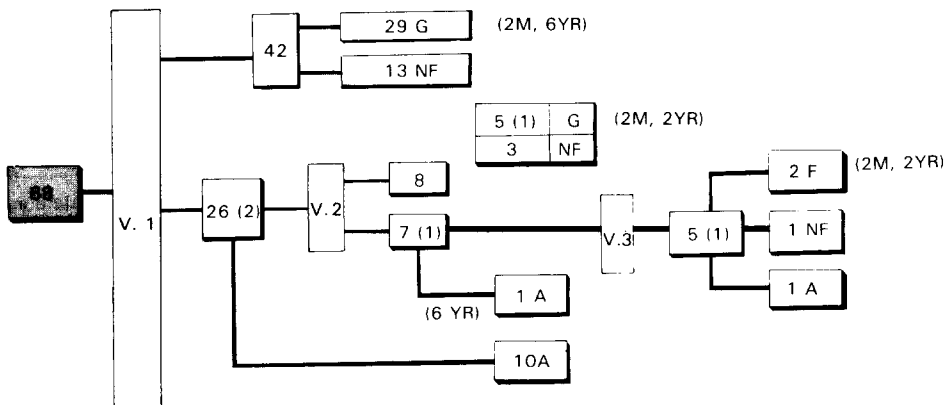 29 G (2M, 6YR)
42
13 NF
5 (1) G (2M, 2YR)
3 NF
68
V. 1
26 (2)
V.2
8
7 (1)
V.3
5 (1)
2 F (2M, 2YR)
1 NF
1 A
1 A
(6 YR)
10A